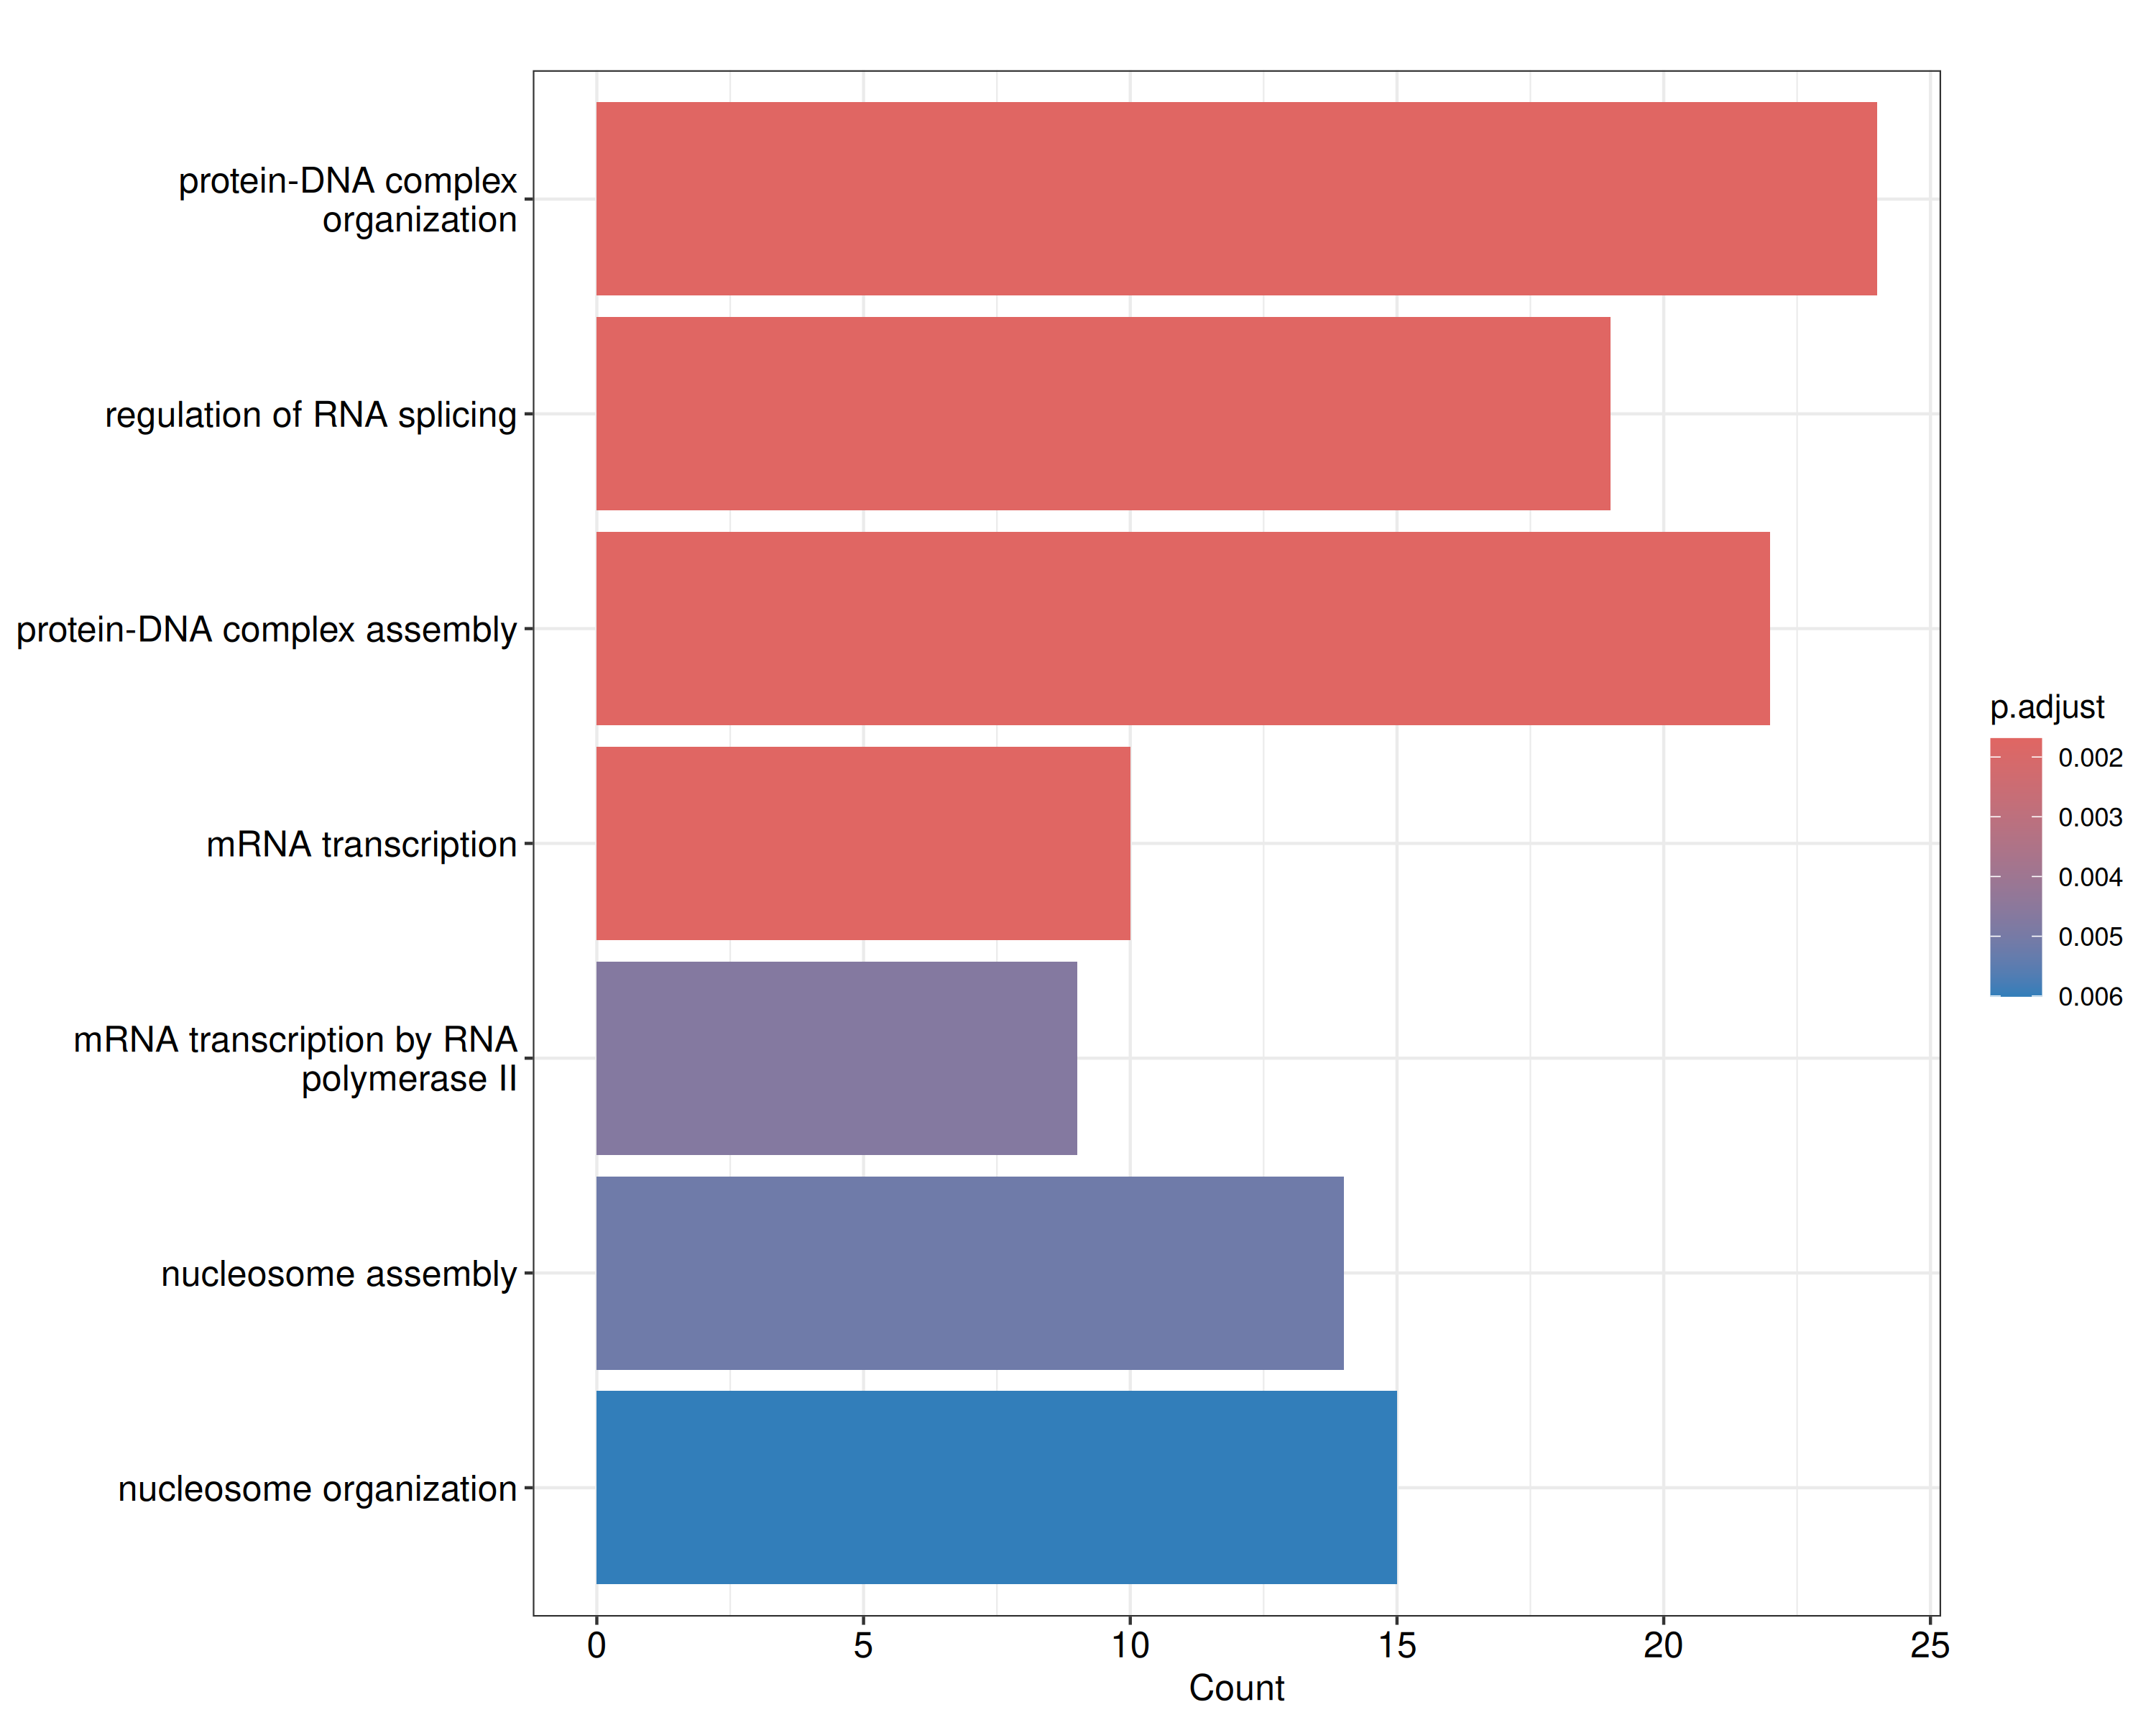 protein-DNA complex
organization
regulation of RNA splicing
protein-DNA complex assembly
mRNA transcription
mRNA transcription by RNA
polymerase II
nucleosome assembly
nucleosome organization
0 5 10 15 20 25
Count
p.adjust
0.002
0.003
0.004
0.005
0.006